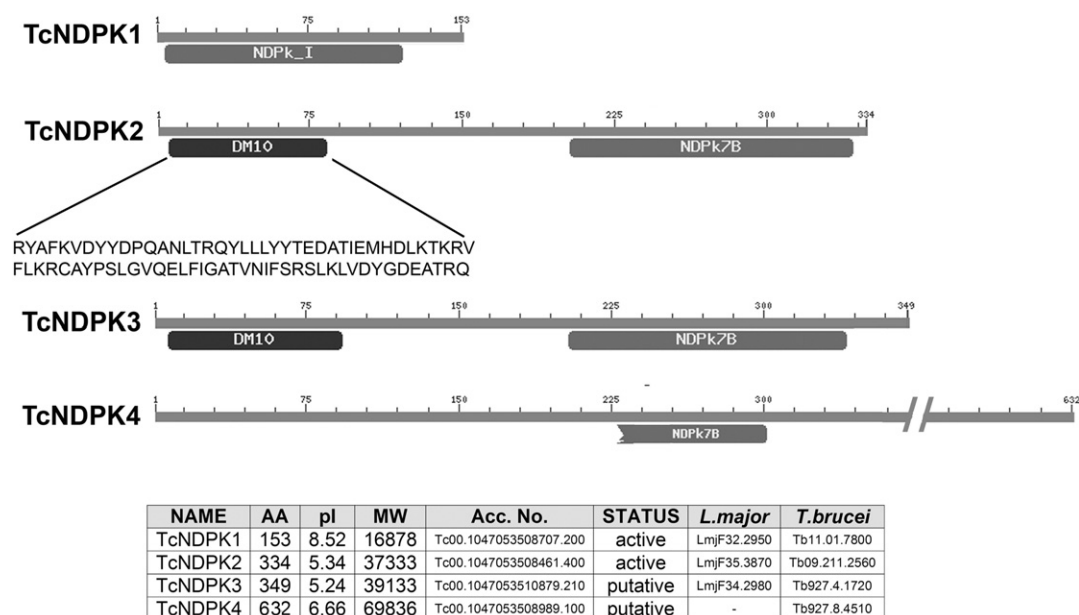 TcNDPK1
1 75 153
NDPk_I
TcNDPK2
1 75 150 225 300 334
DM10 NDPk7B
RYAFKVDYYDPQANLTRQYLLLYYTEDATIEMHDLKTKRV
FLKRCAYPSLGVQELFIGATVNIFSRSLKLVDYGDEATRQ
TcNDPK3
1 75 150 225 300 349
DM10 NDPk7B
TcNDPK4
1 75 150 225 300 632
NDPk7B
NAME AA pI MW Acc. No. STATUS L.major T.brucei
TcNDPK1 153 8.52 16878 Tc00.1047053508707.200 active LmjF32.2950 Tb11.01.7800
TcNDPK2 334 5.34 37333 Tc00.1047053508461.400 active LmjF35.3870 Tb09.211.2560
TcNDPK3 349 5.24 39133 Tc00.1047053510879.210 putative LmjF34.2980 Tb927.4.1720
TcNDPK4 632 6.66 69836 Tc00.1047053508989.100 putative - Tb927.8.4510